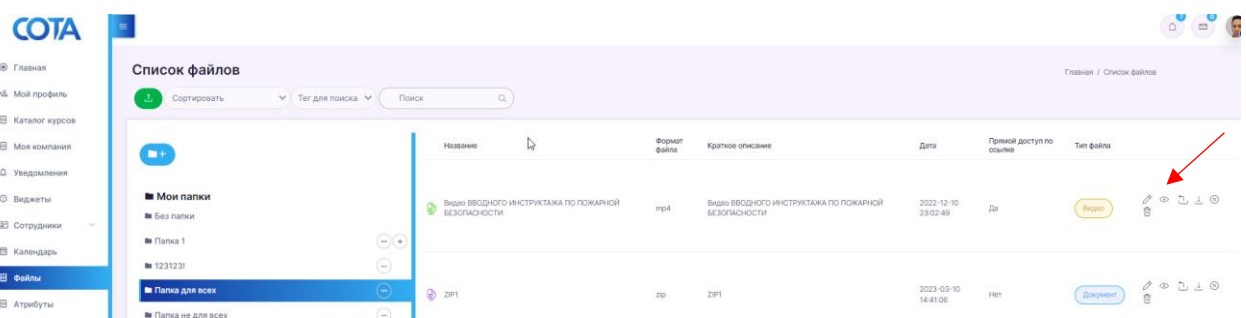 СОТА
Главная
Мой профиль
Каталог курсов
Моя компания
Уведомления
Виджеты
Сотрудники
Календарь
Файлы
Атрибуты
Список файлов
Главная / Список файлов
Сортировать
Тег для поиска
Поиск
Мои папки
Без папки
Папка 1
123123!
Папка для всех
Папка не для всех
Название
Формат файла
Краткое описание
Дата
Прямой доступ по ссылке
Тип файла
Видео ВВОДНОГО ИНСТРУКТАЖА ПО ПОЖАРНОЙ
БЕЗОПАСНОСТИ
mp4
Видео ВВОДНОГО ИНСТРУКТАЖА ПО ПОЖАРНОЙ
БЕЗОПАСНОСТИ
2022-12-10
23:02:49
Да
Видео
ZIP1
zip
ZIP1
2023-03-10
14:41:06
Нет
Документ